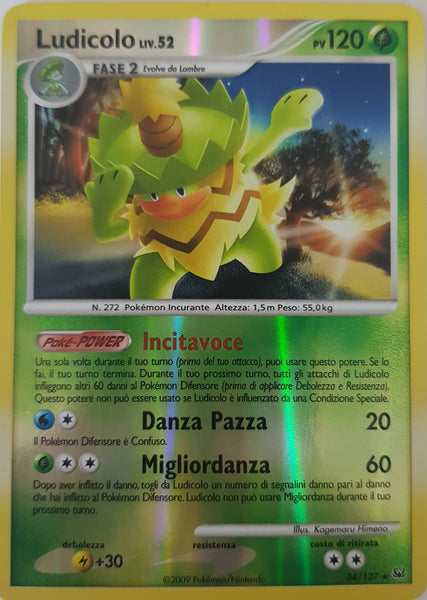 Ludicolo LIV.52 PV 120
FASE 2 Evolve da Lombre
N. 272 Pokémon Incurante Altezza: 1,5 m Peso: 55,0 kg
Poké-POWER Incitavoce
Una sola volta durante il tuo turno (prima del tuo attacco), puoi usare questo potere. Se lo
fai, il tuo turno termina. Durante il tuo prossimo turno, tutti gli attacchi di Ludicolo
infliggono altri 60 danni al Pokémon Difensore (prima di applicare Debolezza e Resistenza).
Questo potere non può essere usato se Ludicolo è influenzato da una Condizione Speciale.
Danza Pazza 20
Il Pokémon Difensore è Confuso.
Migliordanza 60
Dopo aver inflitto il danno, togli da Ludicolo un numero di segnalini danno pari al danno
che hai inflitto al Pokémon Difensore. Ludicolo non può usare Migliordanza durante il tuo
prossimo turno.
Illus. Kagemaru Himeno
debolezza resistenza costo di ritirata
+30
34/127
©2009 Pokémon/Nintendo